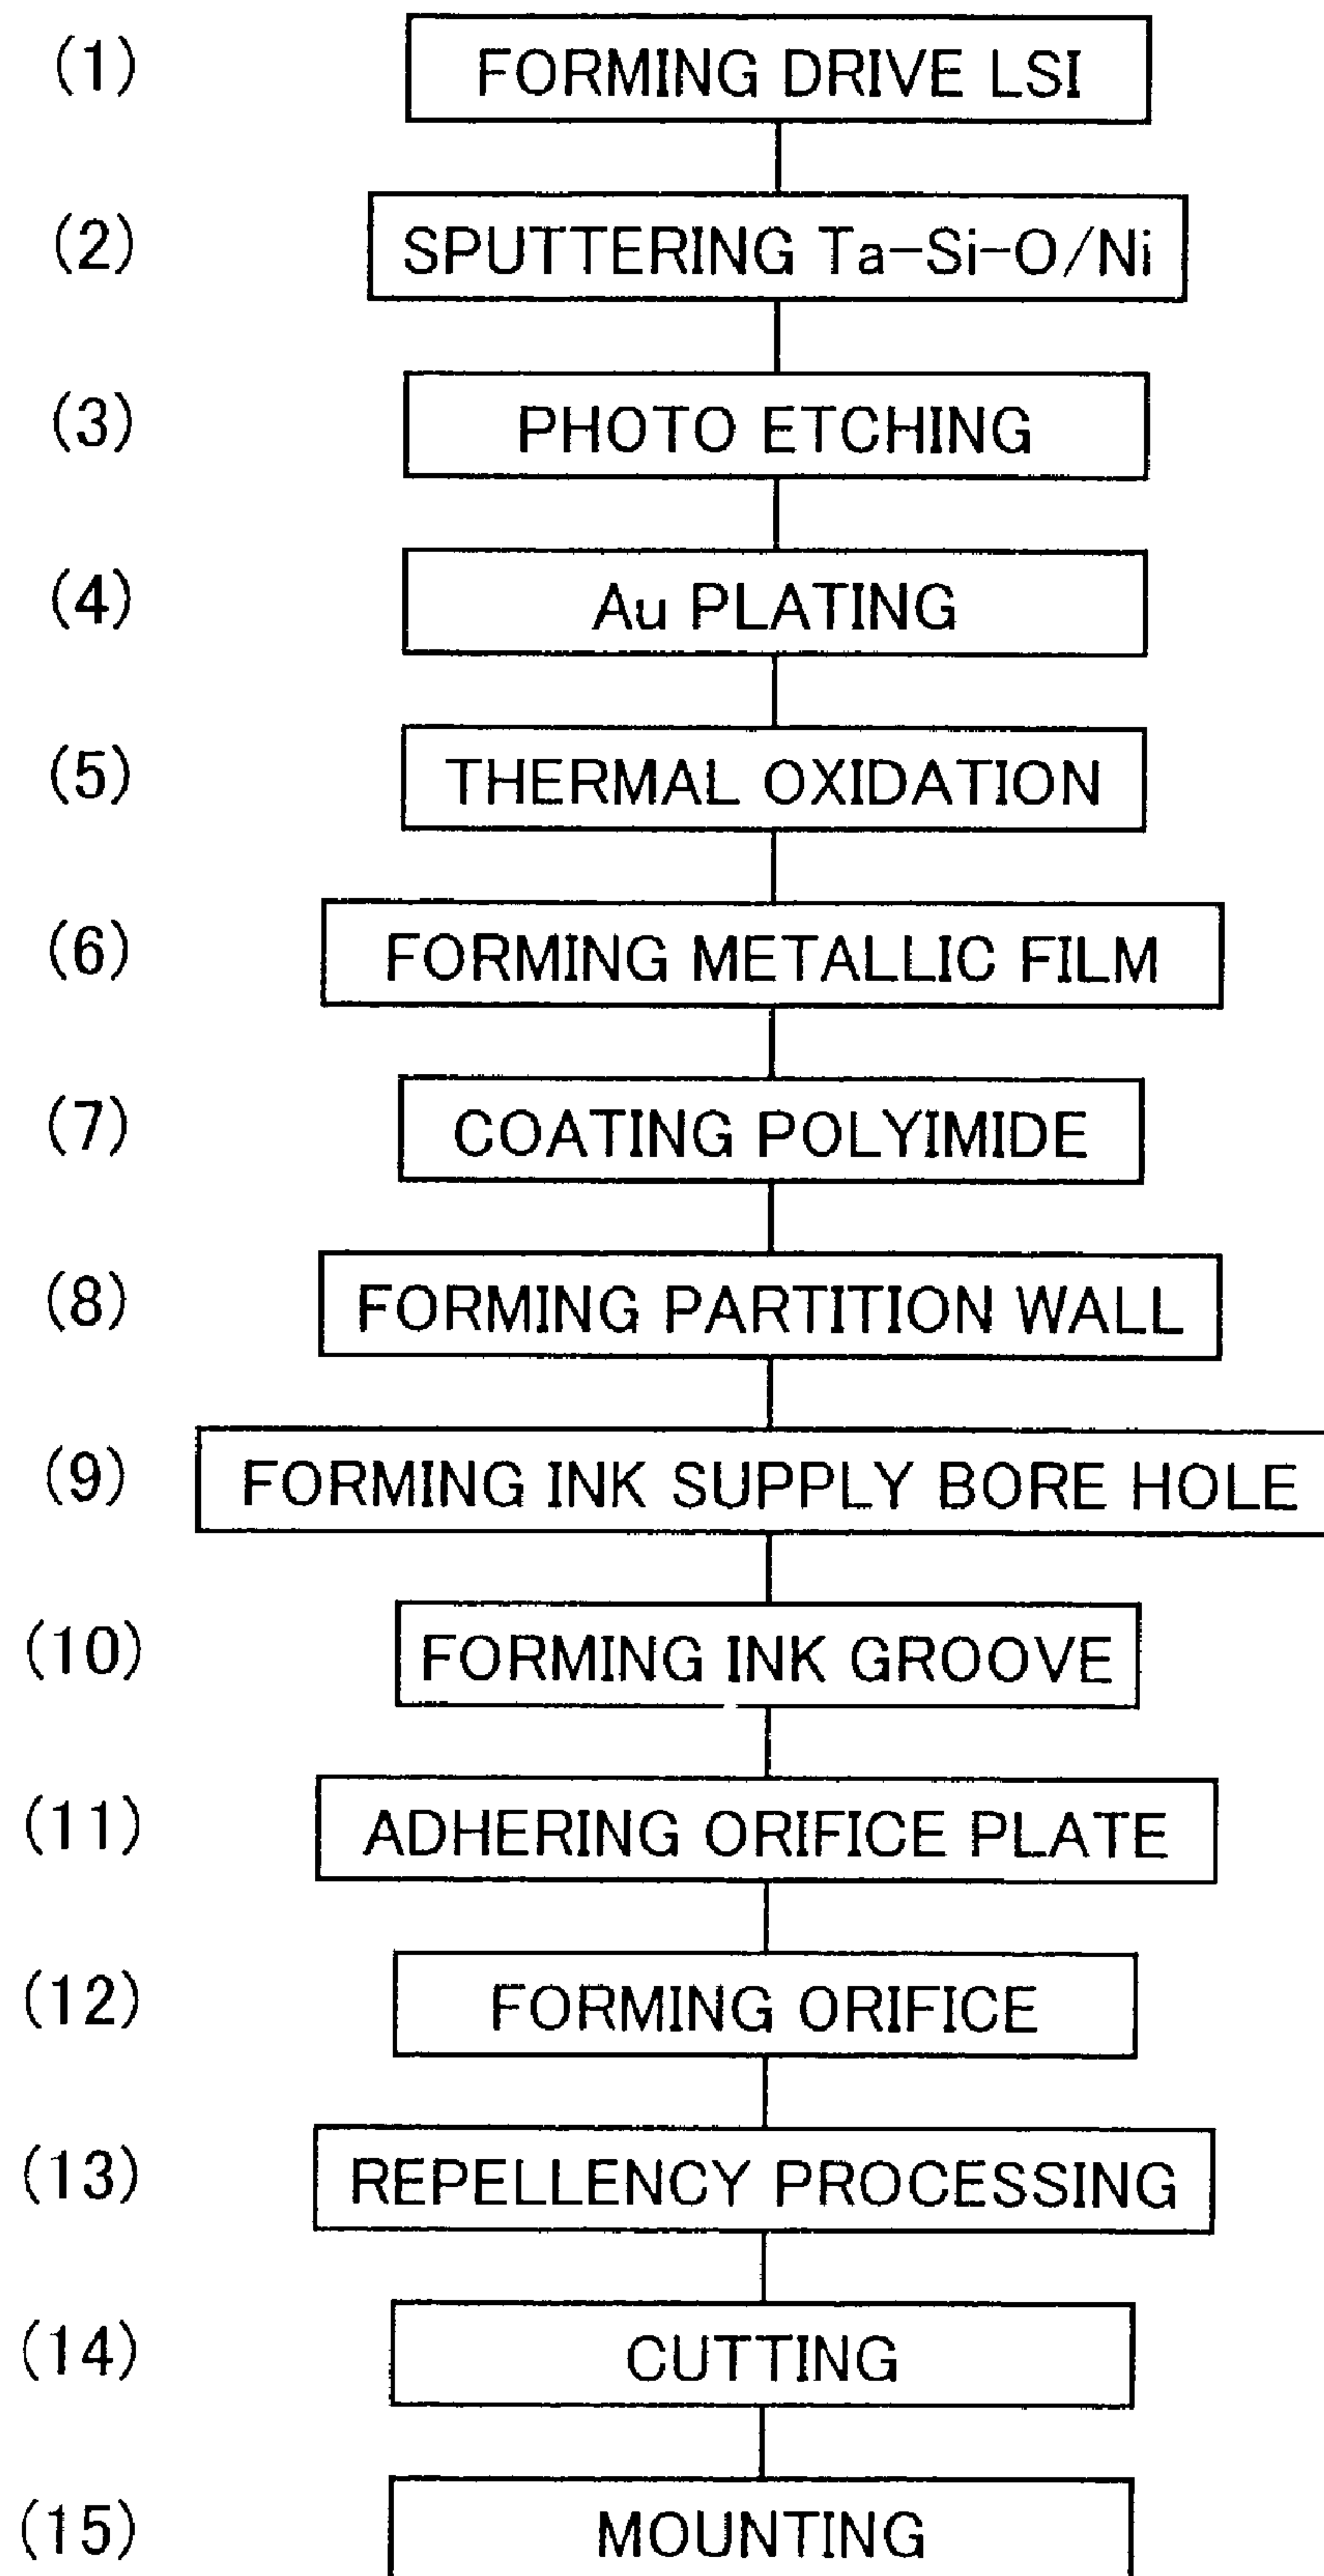 (1) FORMING DRIVE LSI
(2) SPUTTERING Ta-Si-O/Ni
(3) PHOTO ETCHING
(4) Au PLATING
(5) THERMAL OXIDATION
(6) FORMING METALLIC FILM
(7) COATING POLYIMIDE
(8) FORMING PARTITION WALL
(9) FORMING INK SUPPLY BORE HOLE
(10) FORMING INK GROOVE
(11) ADHERING ORIFICE PLATE
(12) FORMING ORIFICE
(13) REPELLENCY PROCESSING
(14) CUTTING
(15) MOUNTING